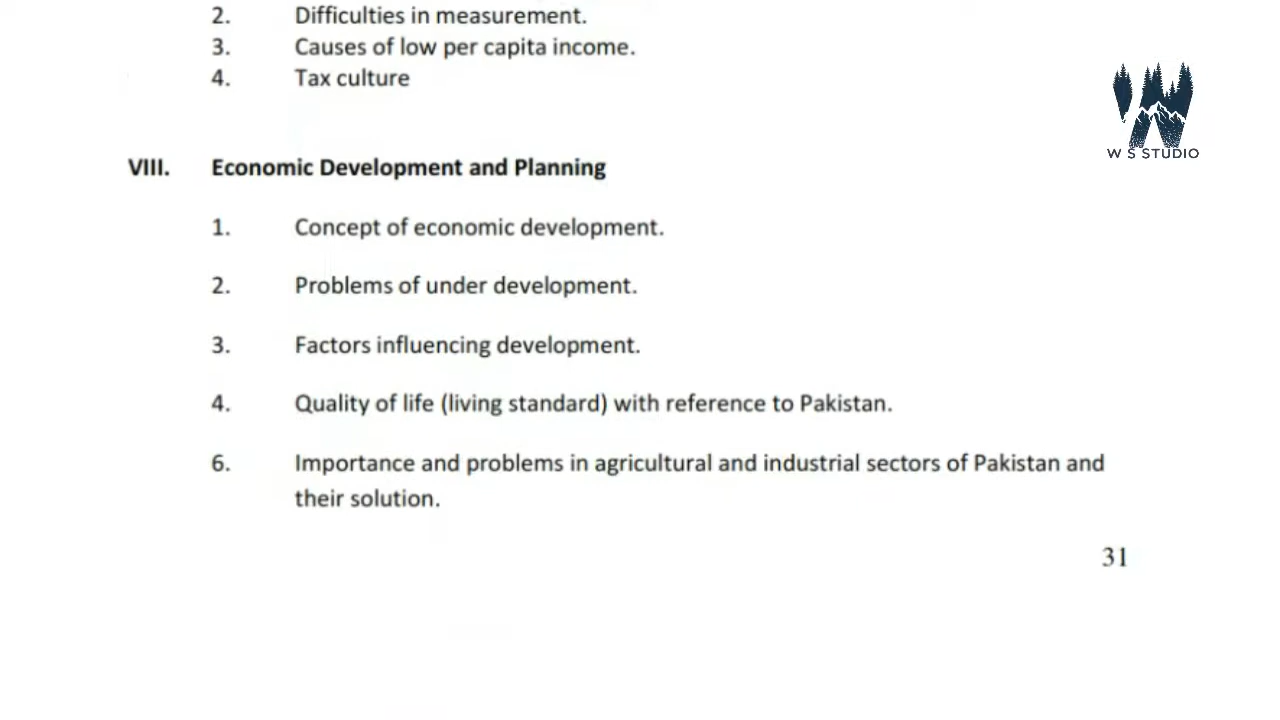 2. Difficulties in measurement.
3. Causes of low per capita income.
4. Tax culture
W S STUDIO
VIII. Economic Development and Planning
1. Concept of economic development.
2. Problems of under development.
3. Factors influencing development.
4. Quality of life (living standard) with reference to Pakistan.
6. Importance and problems in agricultural and industrial sectors of Pakistan and
their solution.
31